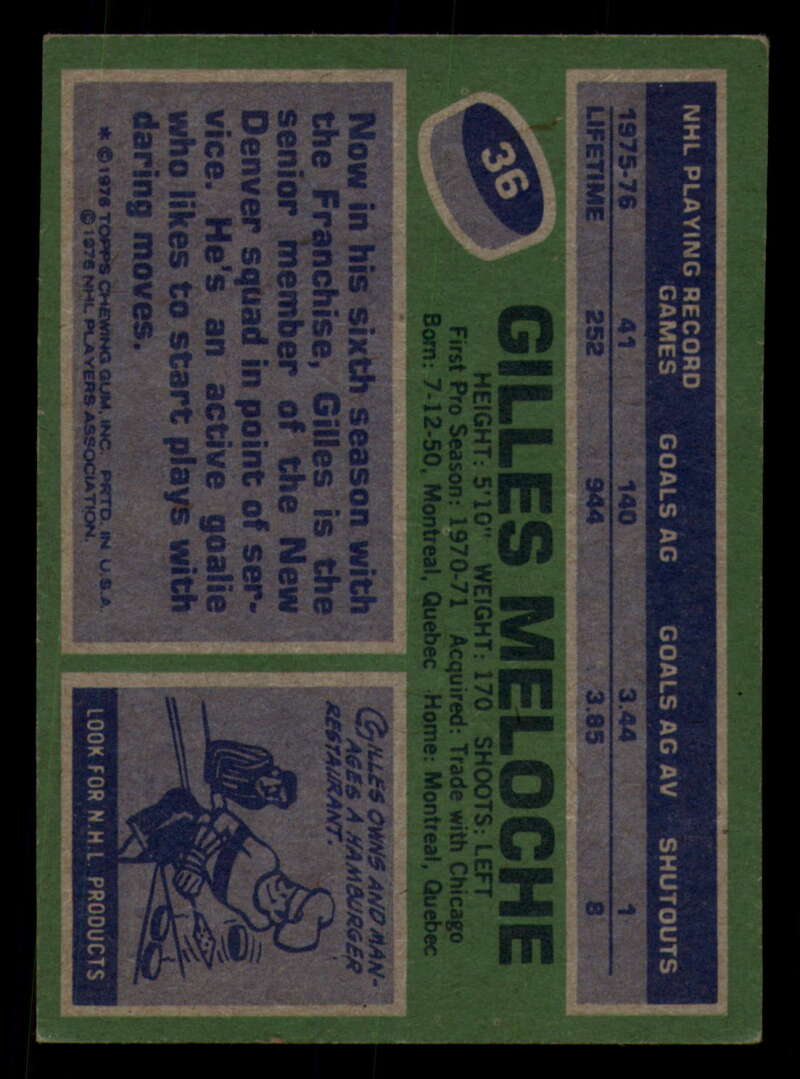 NHL PLAYING RECORD
GAMES GOALS AG GOALS AG AV SHUTOUTS
1975-76 41 140 3.44 1
LIFETIME 252 944 3.85 8
36
GILLES MELOCHE
HEIGHT: 5'10" WEIGHT: 170 SHOOTS: LEFT
First Pro Season: 1970-71 Acquired: Trade with Chicago
Born: 7-12-50, Montreal, Quebec Home: Montreal, Quebec
Now in his sixth season with
the Franchise, Gilles is the
senior member of the New
Denver squad in point of ser-
vice. He's an active goalie
who likes to start plays with
daring moves.
* ©1976 TOPPS CHEWING GUM, INC. PRTD. IN U.S.A.
©1976 NHL PLAYERS ASSOCIATION.
GILLES OWNS AND MAN-
AGES A HAMBURGER
RESTAURANT.
LOOK FOR N.H.L. PRODUCTS